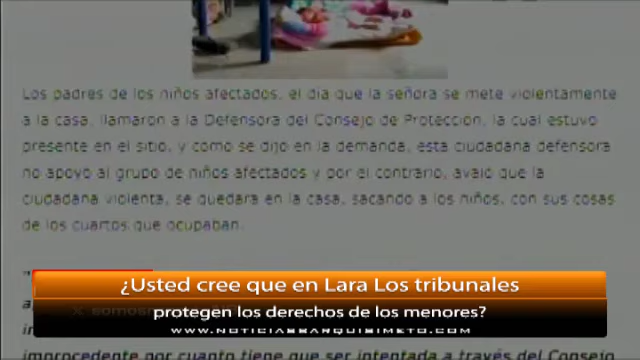 Los padres de los niños afectados, el dia que la señora se mete violentamente
a la casa, llamaron a la Defensora del Consejo de Proteccion, la cual estuvo
presente en el sitio, y como se dijo en la demanda, esta ciudadana defensora
no apoyo al grupo de niños afectados y por el contrario, avalo que la
ciudadana violenta, se quedara en la casa, sacando a los niños, con sus cosas
de los cuartos que ocupaban.
¿Usted cree que en Lara Los tribunales
protegen los derechos de los menores?
WWW.NOTICIASBARQUISIMETO.COM
improcedente por cuanto tiene que ser intentada a través del Consejo